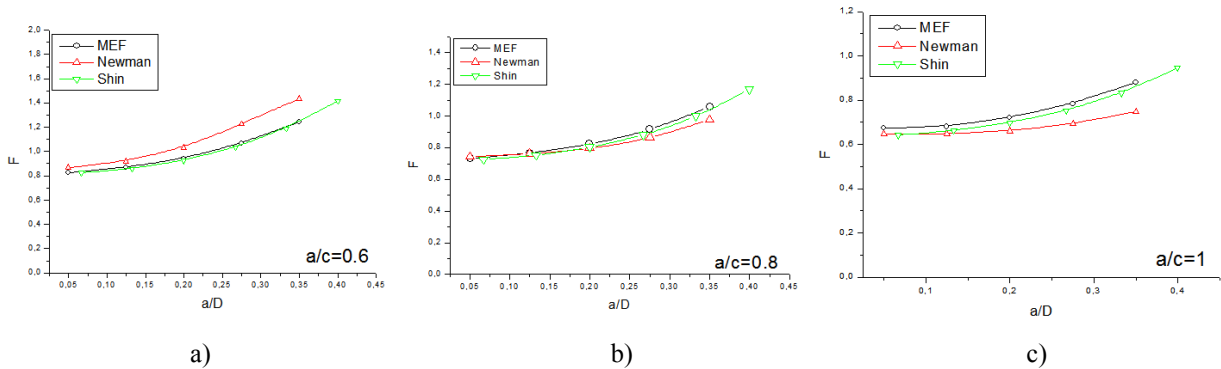 2,0
1,8
1,6
1,4
1,2
1,0
0,8
0,6
0,4
0,2
0,0
F
MEF
Newman
Shin
a/c=0.6
0,05 0,10 0,15 0,20 0,25 0,30 0,35 0,40 0,45
a/D
a)
1,4
1,2
1,0
0,8
0,6
0,4
0,2
0,0
F
MEF
Newman
Shin
a/c=0.8
0,05 0,10 0,15 0,20 0,25 0,30 0,35 0,40 0,45
a/D
b)
1,2
1,0
0,8
0,6
0,4
0,2
0,0
F
MEF
Newman
Shin
a/c=1
0,1 0,2 0,3 0,4
a/D
c)